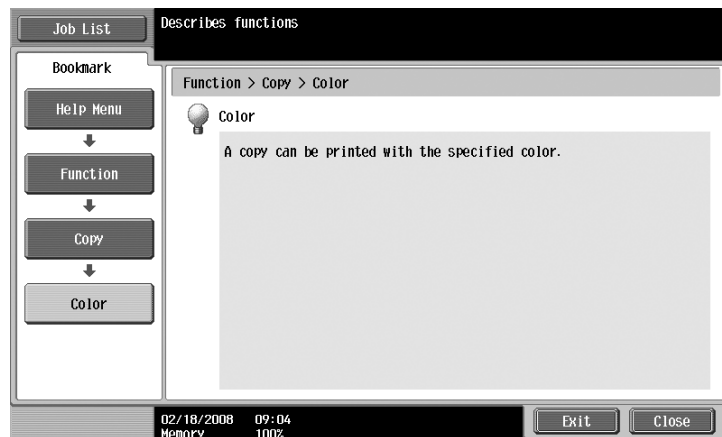 Job List
Describes functions
Bookmark
Function > Copy > Color
Help Menu
Color
A copy can be printed with the specified color.
Function
Copy
Color
02/18/2008 09:04
Memory 100%
Exit
Close